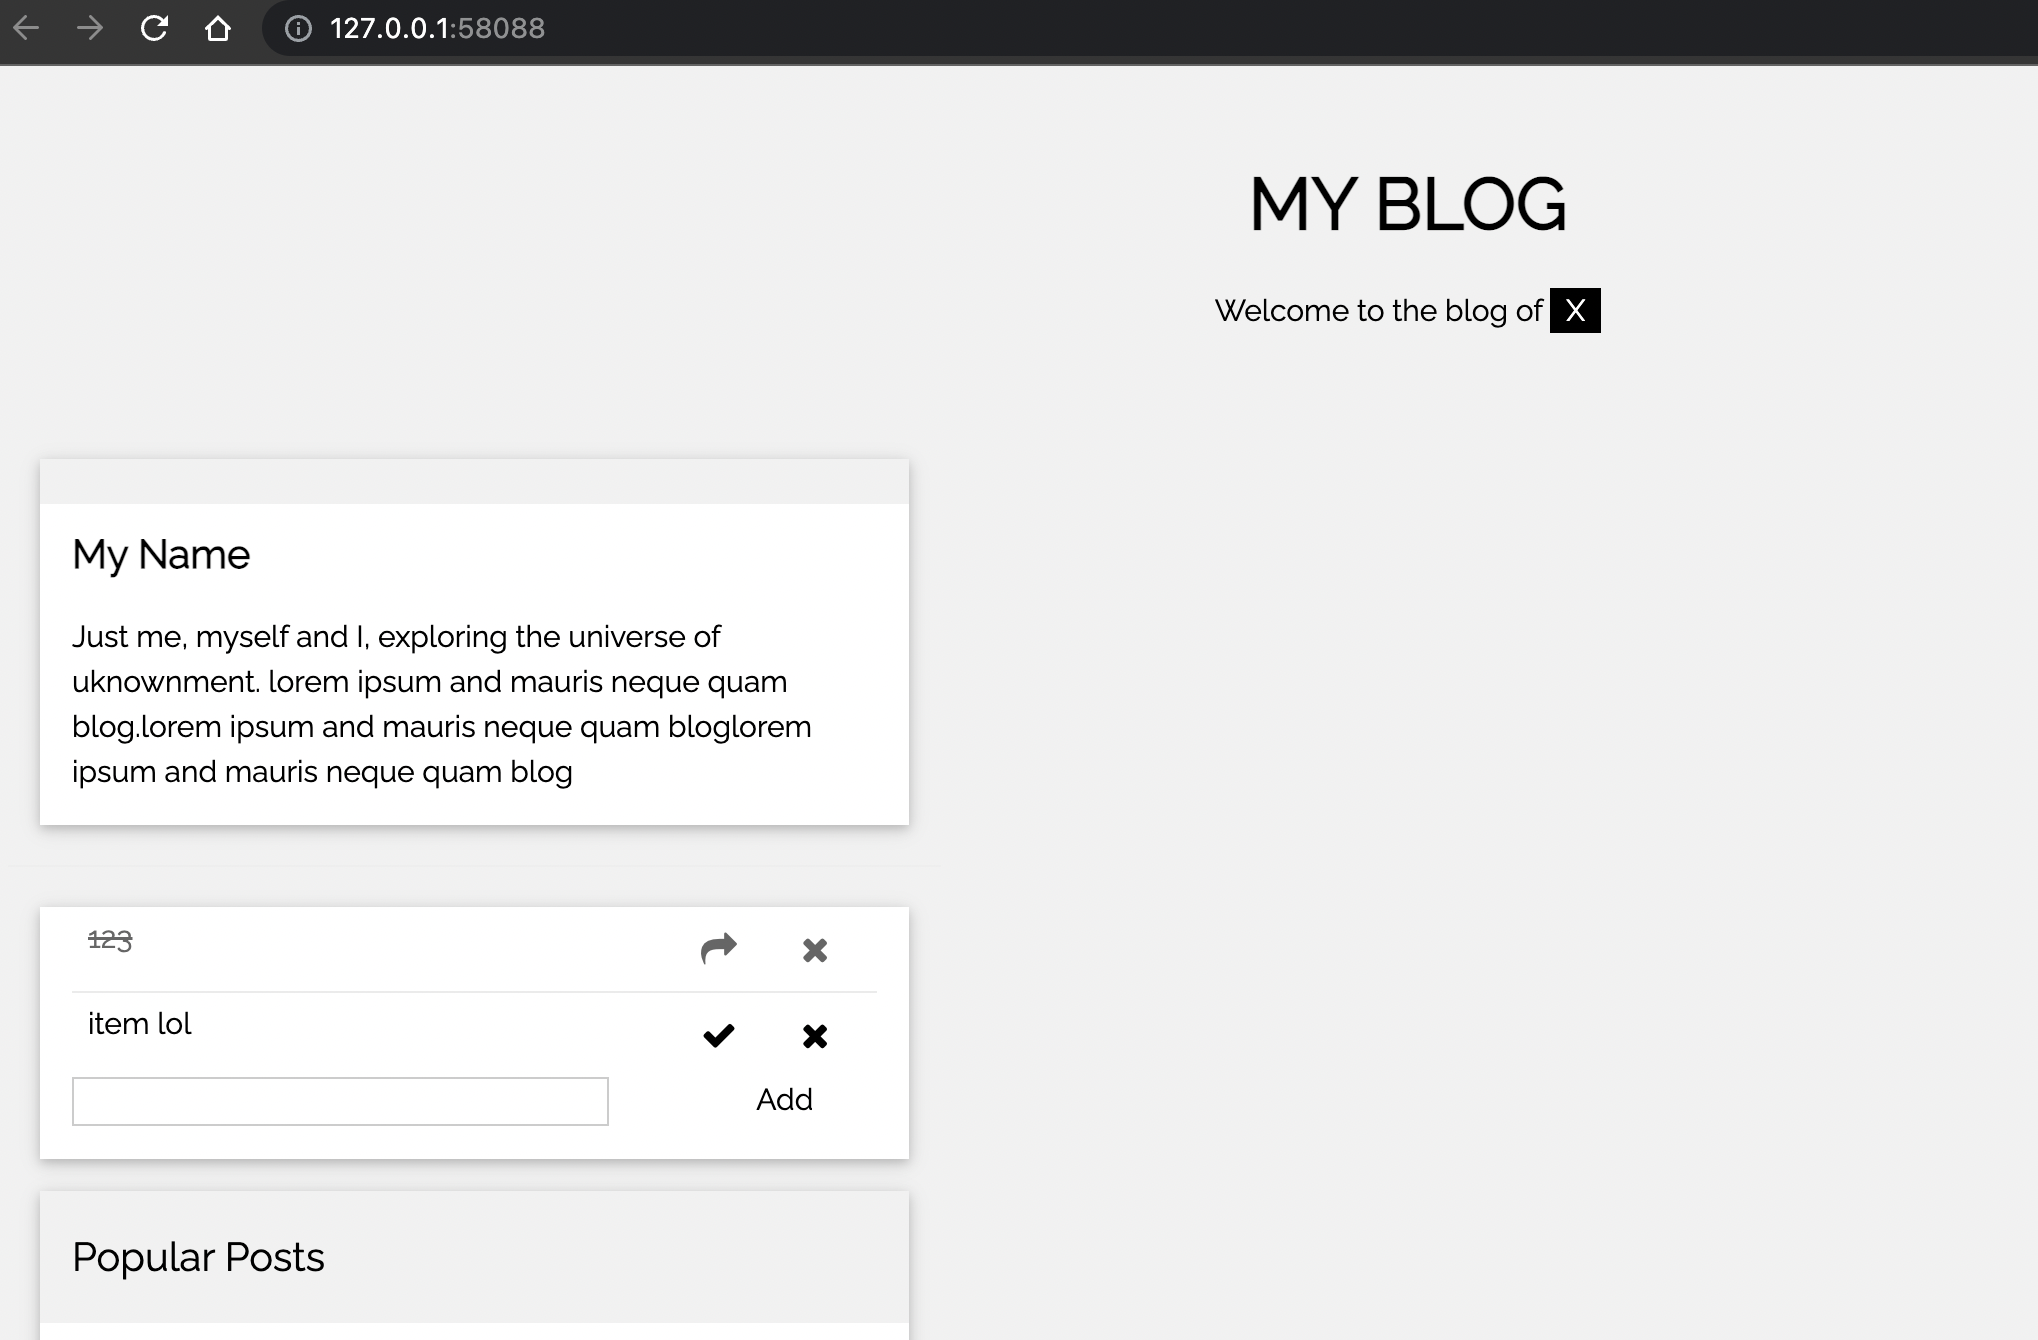 127.0.0.1:58088
MY BLOG
Welcome to the blog of X
My Name
Just me, myself and I, exploring the universe of
uknownment. lorem ipsum and mauris neque quam
blog.lorem ipsum and mauris neque quam bloglorem
ipsum and mauris neque quam blog
123
item lol
Add
Popular Posts